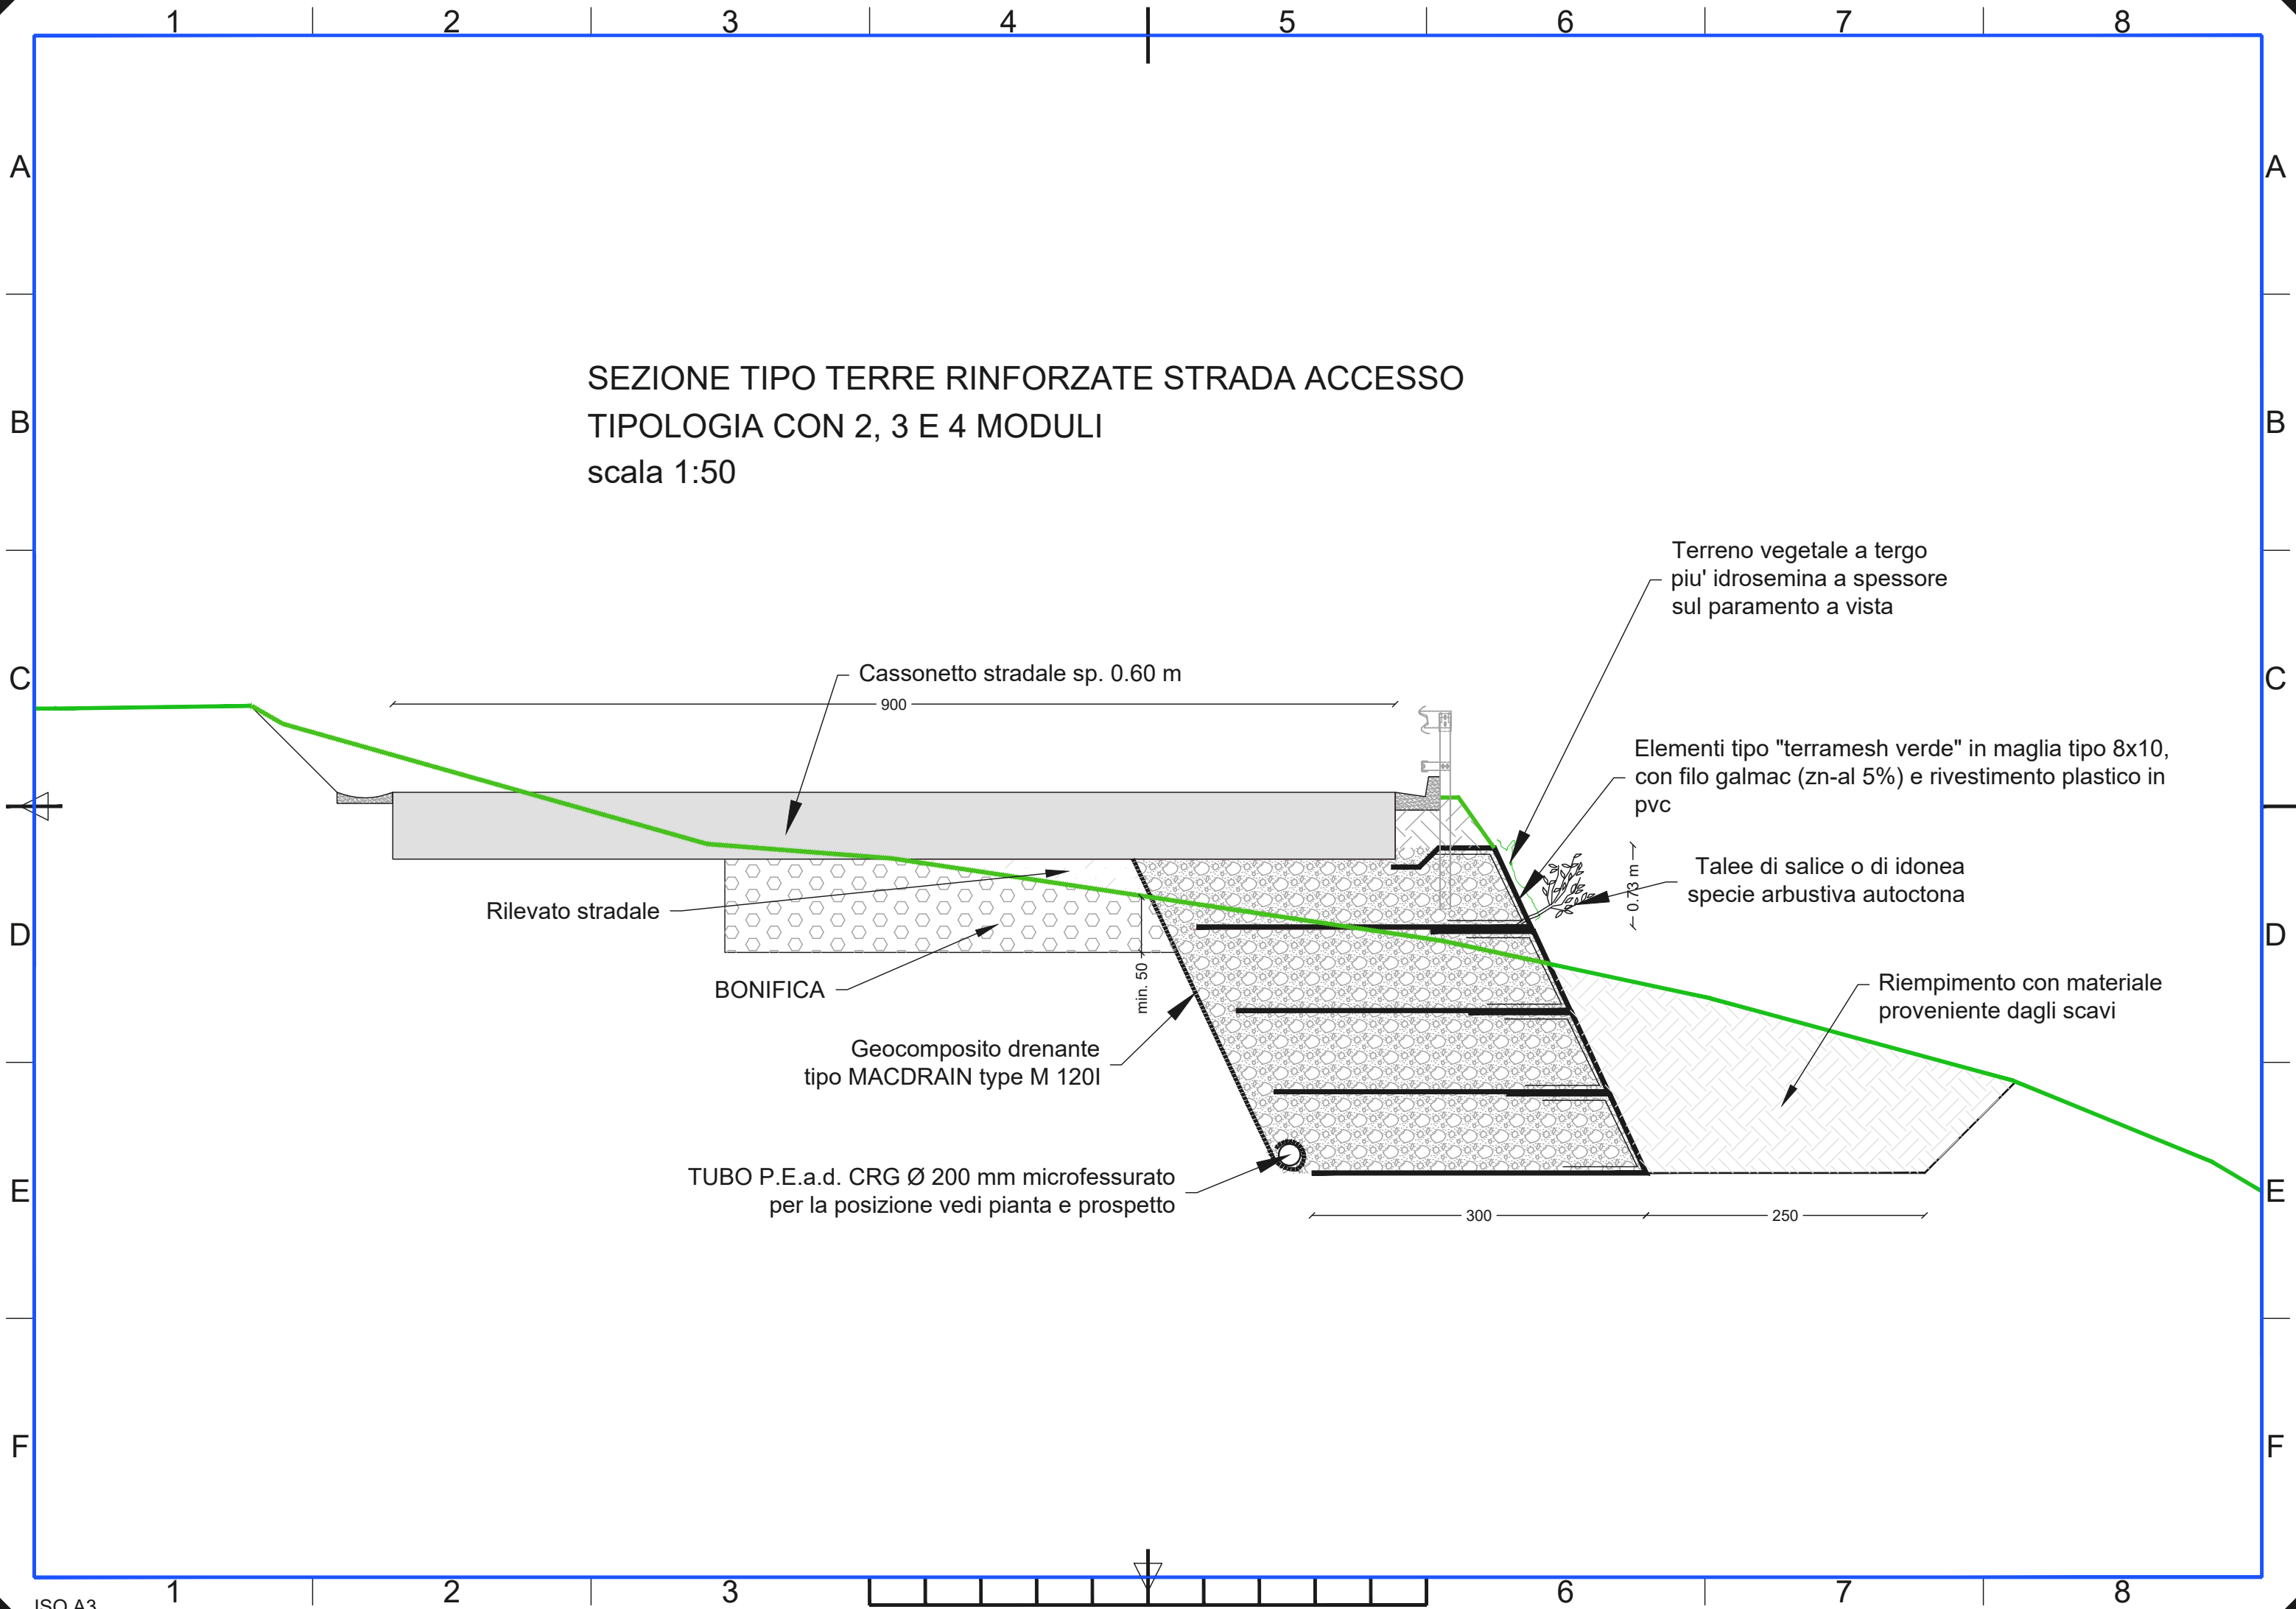 1 2 3 4 5 6 7 8
A A
SEZIONE TIPO TERRE RINFORZATE STRADA ACCESSO
TIPOLOGIA CON 2, 3 E 4 MODULI
B B
scala 1:50
Terreno vegetale a tergo
piu' idrosemina a spessore
sul paramento a vista
Cassonetto stradale sp. 0.60 m
C C
900
Elementi tipo "terramesh verde" in maglia tipo 8x10,
con filo galmac (zn-al 5%) e rivestimento plastico in
pvc
0.73 m
Talee di salice o di idonea
specie arbustiva autoctona
Rilevato stradale
D D
min. 50
BONIFICA
Riempimento con materiale
proveniente dagli scavi
Geocomposito drenante
tipo MACDRAIN type M 120I
TUBO P.E.a.d. CRG Ø 200 mm microfessurato
per la posizione vedi pianta e prospetto
E E
300 250
F F
1 2 3 6 7 8
ISO A3